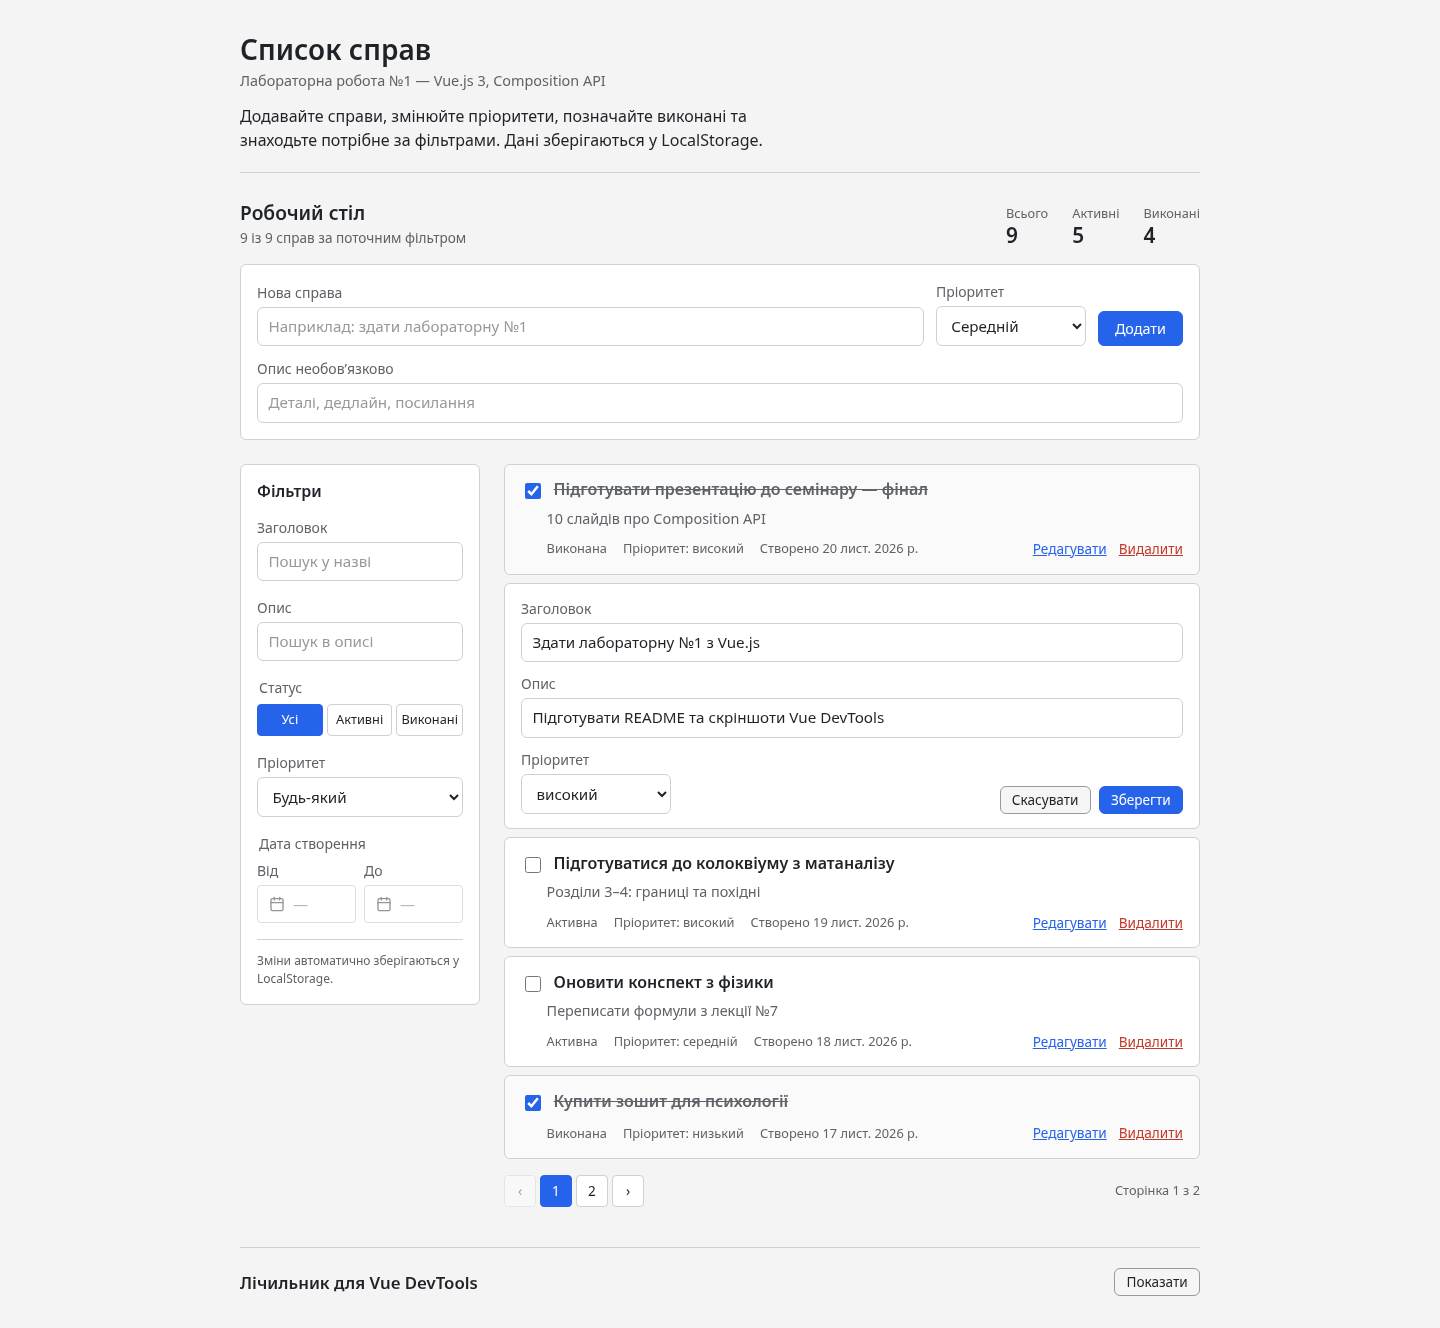 Список справ
Лабораторна робота №1 — Vue.js 3, Composition API
Додавайте справи, змінюйте пріоритети, позначайте виконані та
знаходьте потрібне за фільтрами. Дані зберігаються у LocalStorage.
Робочий стіл
9 із 9 справ за поточним фільтром
Всього Активні Виконані
9 5 4
Нова справа
Наприклад: здати лабораторну №1
Пріоритет
Середній
Додати
Опис необов’язково
Деталі, дедлайн, посилання
Фільтри
Заголовок
Пошук у назві
Опис
Пошук в описі
Статус
Усі Активні Виконані
Пріоритет
Будь-який
Дата створення
Від До
— —
Зміни автоматично зберігаються у
LocalStorage.
Підготувати презентацію до семінару — фінал
10 слайдів про Composition API
Виконана Пріоритет: високий Створено 20 лист. 2026 р. Редагувати Видалити
Заголовок
Здати лабораторну №1 з Vue.js
Опис
Підготувати README та скріншоти Vue DevTools
Пріоритет
високий
Скасувати Зберегти
Підготуватися до колоквіуму з матаналізу
Розділи 3–4: границі та похідні
Активна Пріоритет: високий Створено 19 лист. 2026 р. Редагувати Видалити
Оновити конспект з фізики
Переписати формули з лекції №7
Активна Пріоритет: середній Створено 18 лист. 2026 р. Редагувати Видалити
Купити зошит для психології
Виконана Пріоритет: низький Створено 17 лист. 2026 р. Редагувати Видалити
‹ 1 2 › Сторінка 1 з 2
Лічильник для Vue DevTools Показати